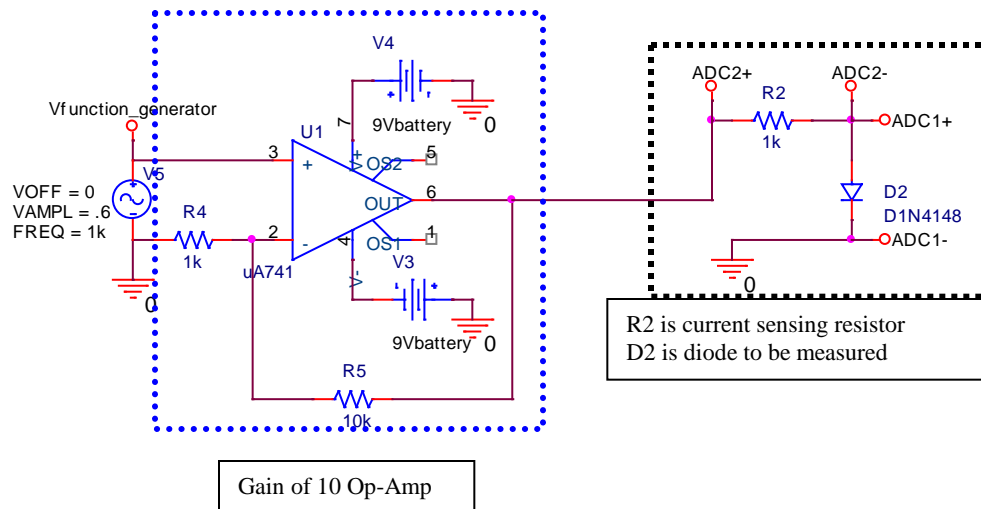 V4
9Vbattery
0
Vfunction_generator
V5
VOFF = 0
VAMPL = .6
FREQ = 1k
0
R4
1k
U1
3
+
2
-
uA741
7
V+
OS2
5
OUT
6
4
V-
OS1
1
V3
9Vbattery
0
R5
10k
ADC2+
ADC2-
R2
1k
ADC1+
D2
D1N4148
ADC1-
0
R2 is current sensing resistor
D2 is diode to be measured
Gain of 10 Op-Amp